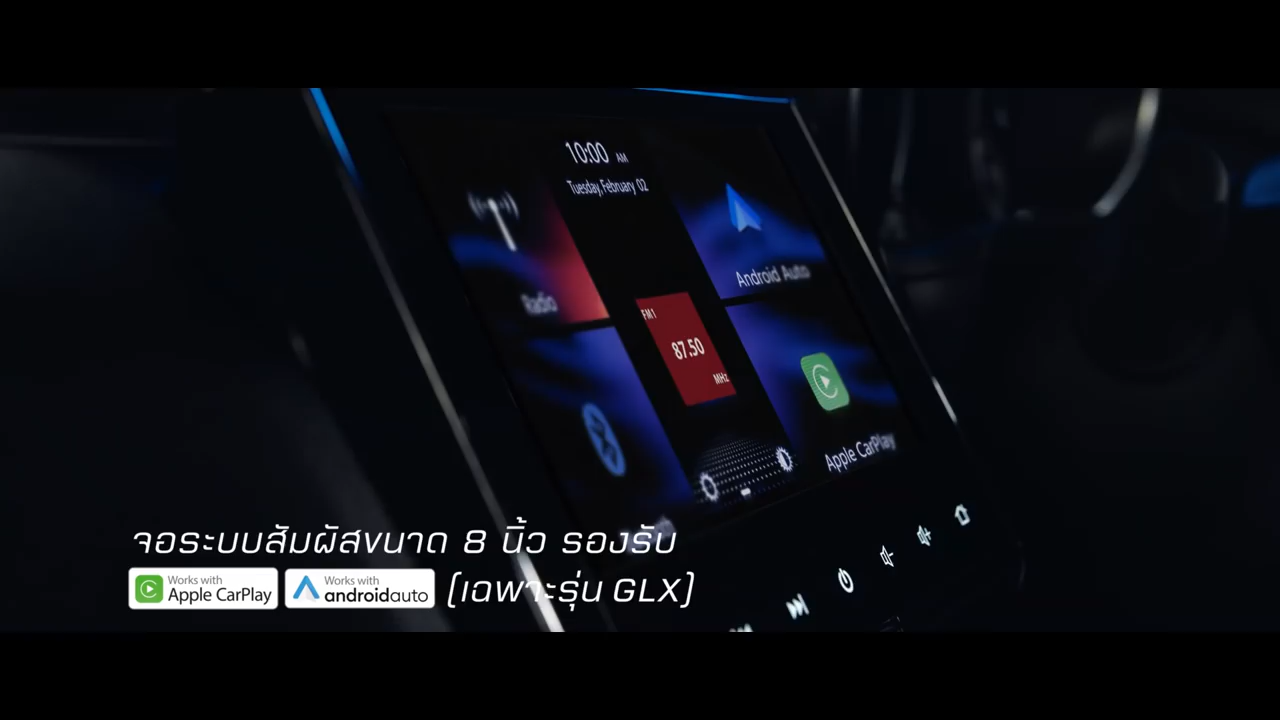 10:00 AM
Tuesday, February 02
Radio
Android Auto
FM1
87.50
MHz
Apple CarPlay
จอระบบสัมผัสขนาด 8 นิ้ว รองรับ
Works with Apple CarPlay
Works with androidauto
(เฉพาะรุ่น GLX)